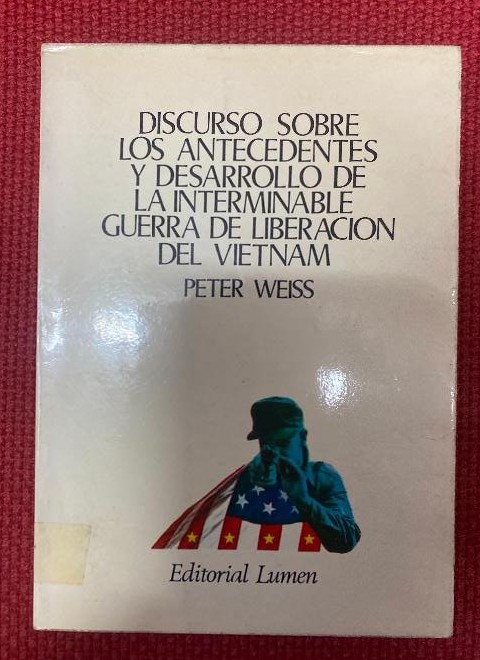 DISCURSO SOBRE
LOS ANTECEDENTES
Y DESARROLLO DE
LA INTERMINABLE
GUERRA DE LIBERACION
DEL VIETNAM
PETER WEISS
Editorial Lumen